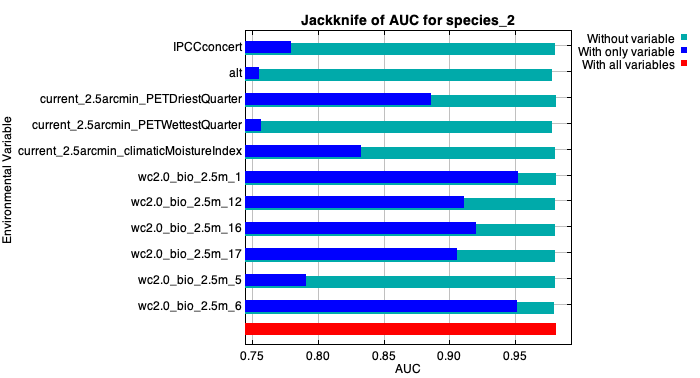 Jackknife of AUC for species_2
Without variable
With only variable
With all variables
Environmental Variable
IPCCconcert
alt
current_2.5arcmin_PETDriestQuarter
current_2.5arcmin_PETWettestQuarter
current_2.5arcmin_climaticMoistureIndex
wc2.0_bio_2.5m_1
wc2.0_bio_2.5m_12
wc2.0_bio_2.5m_16
wc2.0_bio_2.5m_17
wc2.0_bio_2.5m_5
wc2.0_bio_2.5m_6
0.75 0.80 0.85 0.90 0.95
AUC